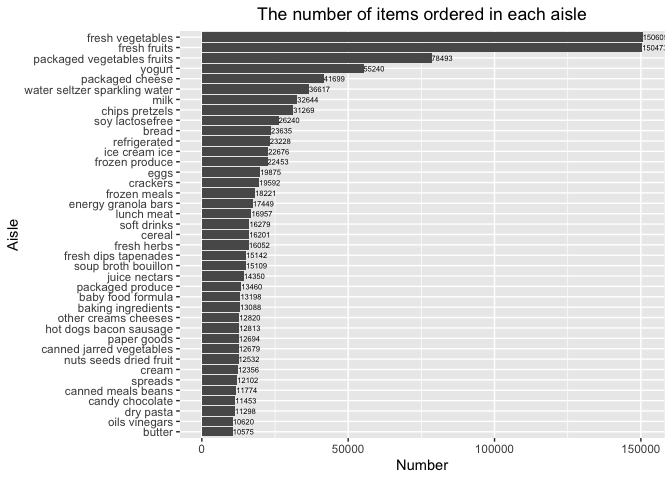 The number of items ordered in each aisle
Aisle
fresh vegetables 150609
fresh fruits 150473
packaged vegetables fruits 78493
yogurt 55240
packaged cheese 41699
water seltzer sparkling water 36617
milk 32644
chips pretzels 31269
soy lactosefree 26240
bread 23635
refrigerated 23228
ice cream ice 22676
frozen produce 22453
eggs 19875
crackers 19592
frozen meals 18221
energy granola bars 17449
lunch meat 16957
soft drinks 16279
cereal 16201
fresh herbs 16052
fresh dips tapenades 15142
soup broth bouillon 15109
juice nectars 14350
packaged produce 13460
baby food formula 13198
baking ingredients 13088
other creams cheeses 12820
hot dogs bacon sausage 12813
paper goods 12694
canned jarred vegetables 12679
nuts seeds dried fruit 12532
cream 12356
spreads 12102
canned meals beans 11774
candy chocolate 11453
dry pasta 11298
oils vinegars 10620
butter 10575
0 50000 100000 150000
Number